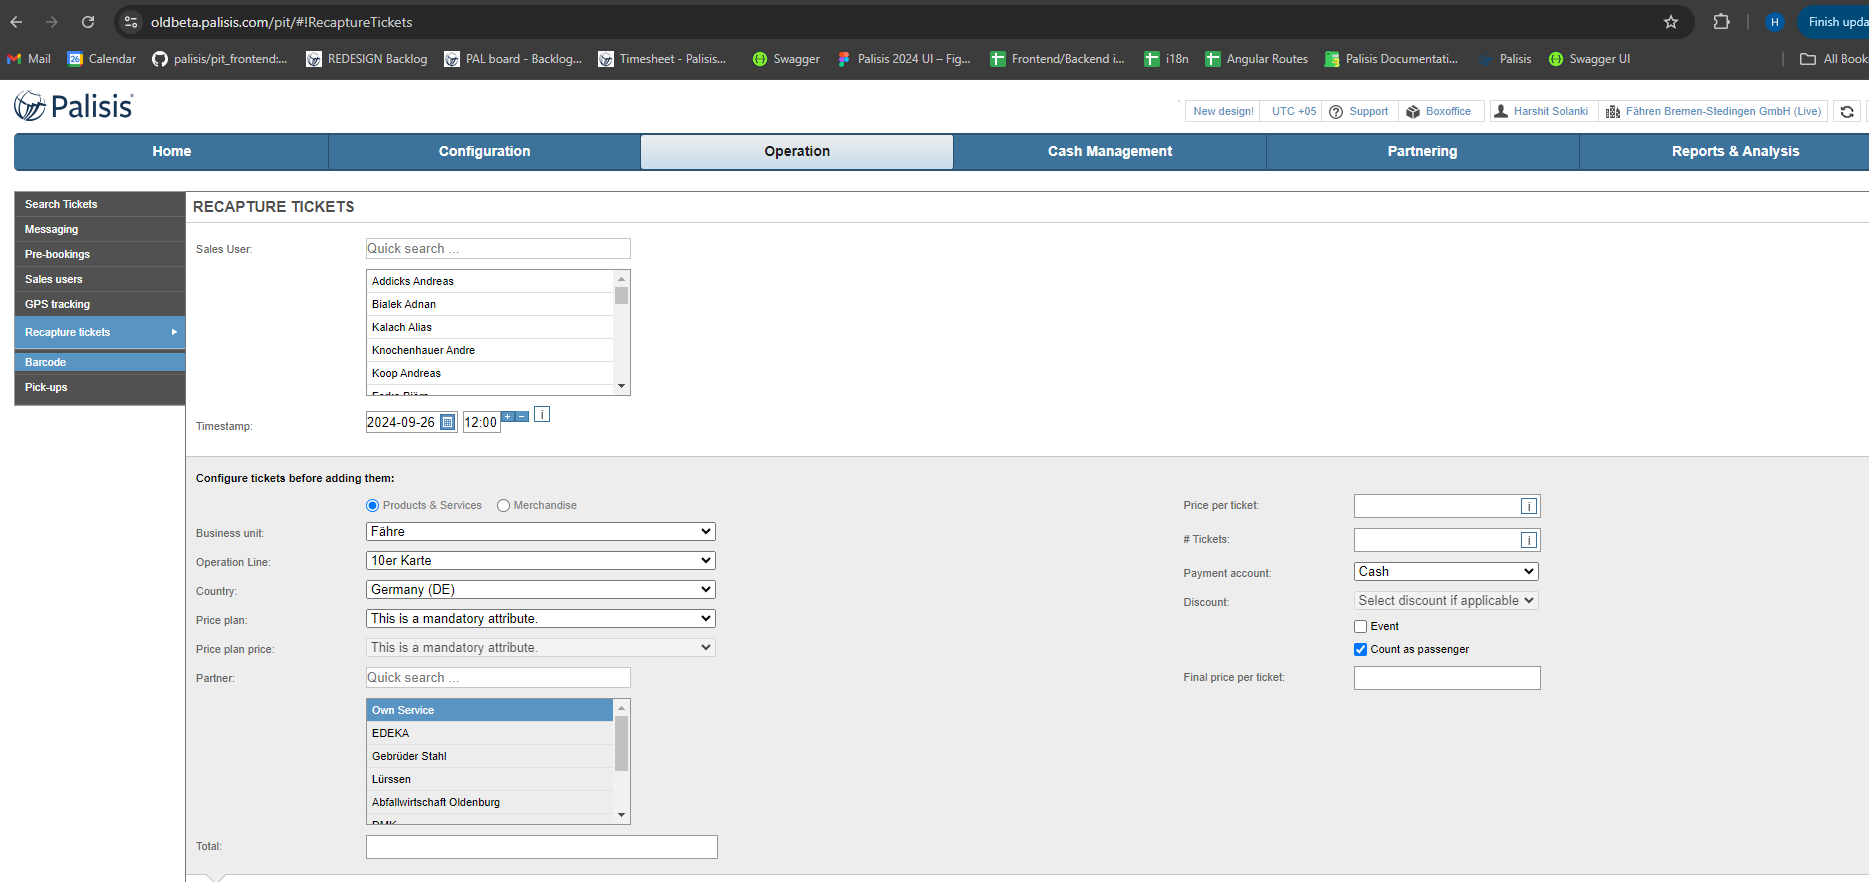 oldbeta.palisis.com/pit/#!RecaptureTickets
H
Finish upda
Mail
26
Calendar
palisis/pit_frontend:...
REDESIGN Backlog
PAL board - Backlog...
Timesheet - Palisis...
Swagger
Palisis 2024 UI – Fig...
Frontend/Backend i...
i18n
Angular Routes
Palisis Documentati...
Palisis
Swagger UI
All Book
Palisis
New design!
UTC +05
Support
Boxoffice
Harshit Solanki
Fähren Bremen-Stedingen GmbH (Live)
Home
Configuration
Operation
Cash Management
Partnering
Reports & Analysis
Search Tickets
Messaging
Pre-bookings
Sales users
GPS tracking
Recapture tickets
Barcode
Pick-ups
RECAPTURE TICKETS
Sales User:
Quick search ...
Addicks Andreas
Bialek Adnan
Kalach Alias
Knochenhauer Andre
Koop Andreas
Timestamp:
2024-09-26
12:00
+
−
i
Configure tickets before adding them:
Products & Services
Merchandise
Business unit:
Fähre
Operation Line:
10er Karte
Country:
Germany (DE)
Price plan:
This is a mandatory attribute.
Price plan price:
This is a mandatory attribute.
Partner:
Quick search ...
Own Service
EDEKA
Gebrüder Stahl
Lürssen
Abfallwirtschaft Oldenburg
Total:
Price per ticket:
i
# Tickets:
i
Payment account:
Cash
Discount:
Select discount if applicable
Event
Count as passenger
Final price per ticket: